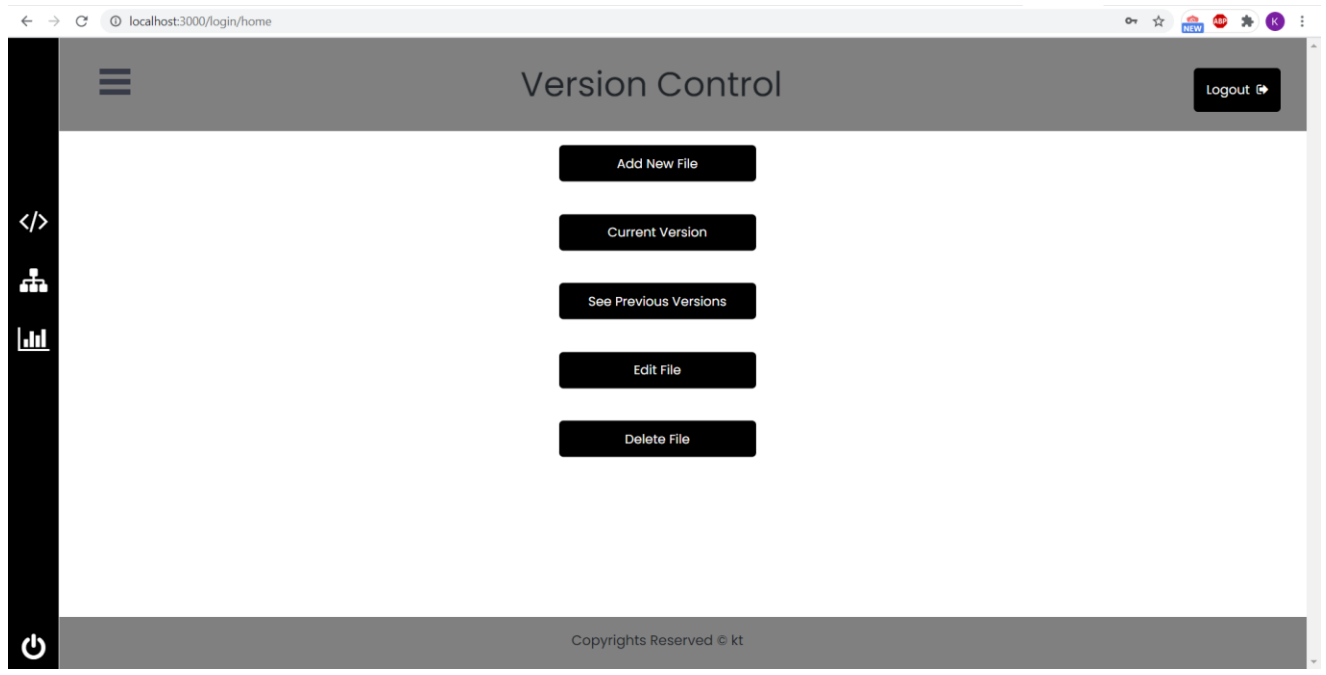 localhost:3000/login/home
NEW
ABP
K
Version Control
Logout
Add New File
Current Version
</>
See Previous Versions
Edit File
Delete File
Copyrights Reserved © kt